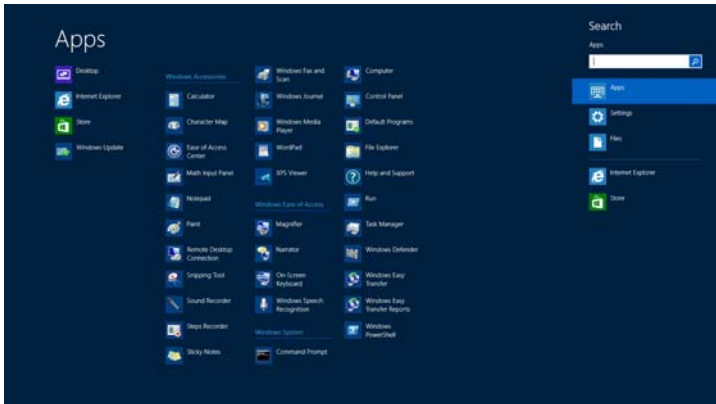 Apps
Desktop
Internet Explorer
Store
Windows Update
Windows Accessories
Calculator
Character Map
Ease of Access
Center
Math Input Panel
Notepad
Paint
Remote Desktop
Connection
Snipping Tool
Sound Recorder
Steps Recorder
Sticky Notes
Windows Fax and
Scan
Windows Journal
Windows Media
Player
WordPad
XPS Viewer
Windows Ease of Access
Magnifier
Narrator
On-Screen
Keyboard
Windows Speech
Recognition
Windows System
Command Prompt
Computer
Control Panel
Default Programs
File Explorer
Help and Support
Run
Task Manager
Windows Defender
Windows Easy
Transfer
Windows Easy
Transfer Reports
Windows
PowerShell
Search
Apps
Apps
Settings
Files
Internet Explorer
Store